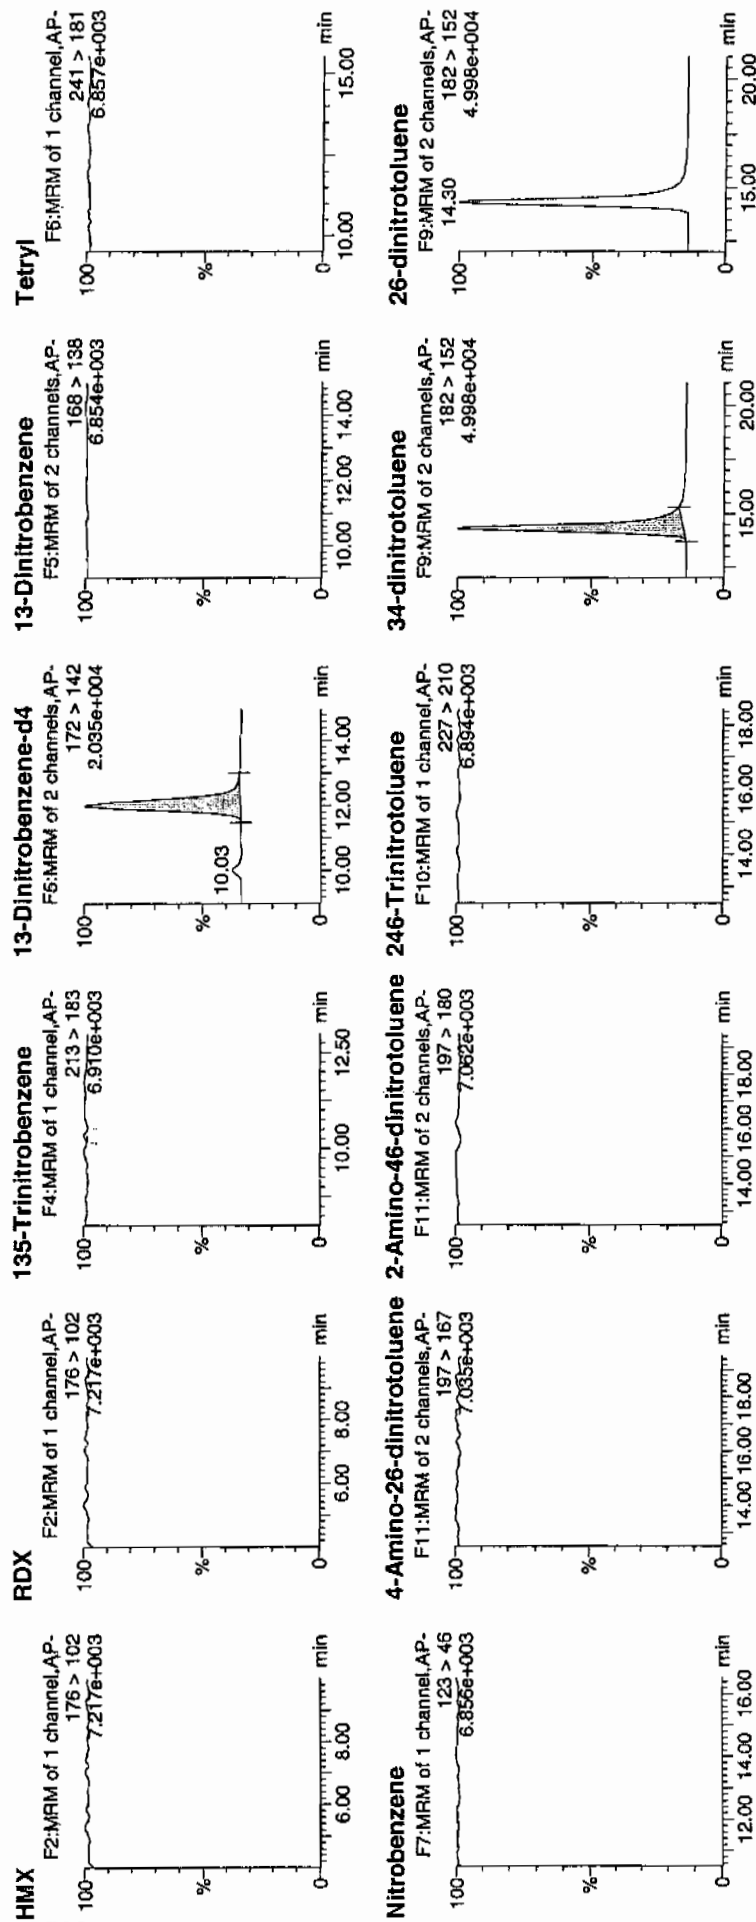 HMX
F2:MRM of 1 channel,AP-
176 > 102
7.217e+003
100
%
0
6.00 8.00 min
RDX
F2:MRM of 1 channel,AP-
176 > 102
7.217e+003
100
%
0
6.00 8.00 min
135-Trinitrobenzene
F4:MRM of 1 channel,AP-
213 > 183
6.910e+003
100
%
0
10.00 12.50 min
13-Dinitrobenzene-d4
F5:MRM of 2 channels,AP-
172 > 142
2.035e+004
100
%
10.03
0
10.00 12.00 14.00 min
13-Dinitrobenzene
F5:MRM of 2 channels,AP-
168 > 138
6.854e+003
100
%
0
10.00 12.00 14.00 min
Tetryl
F6:MRM of 1 channel,AP-
241 > 181
6.857e+003
100
%
0
10.00 15.00 min
Nitrobenzene
F7:MRM of 1 channel,AP-
123 > 46
6.856e+003
100
%
0
12.00 14.00 16.00 min
4-Amino-26-dinitrotoluene
F11:MRM of 2 channels,AP-
197 > 167
7.035e+003
100
%
0
14.00 16.00 18.00 min
2-Amino-46-dinitrotoluene
F11:MRM of 2 channels,AP-
197 > 180
7.062e+003
100
%
0
14.00 16.00 18.00 min
246-Trinitrotoluene
F10:MRM of 1 channel,AP-
227 > 210
6.894e+003
100
%
0
14.00 16.00 18.00 min
34-dinitrotoluene
F9:MRM of 2 channels,AP-
182 > 152
4.998e+004
100
%
0
15.00 20.00 min
26-dinitrotoluene
F9:MRM of 2 channels,AP-
14.30 182 > 152
4.998e+004
100
%
0
15.00 20.00 min